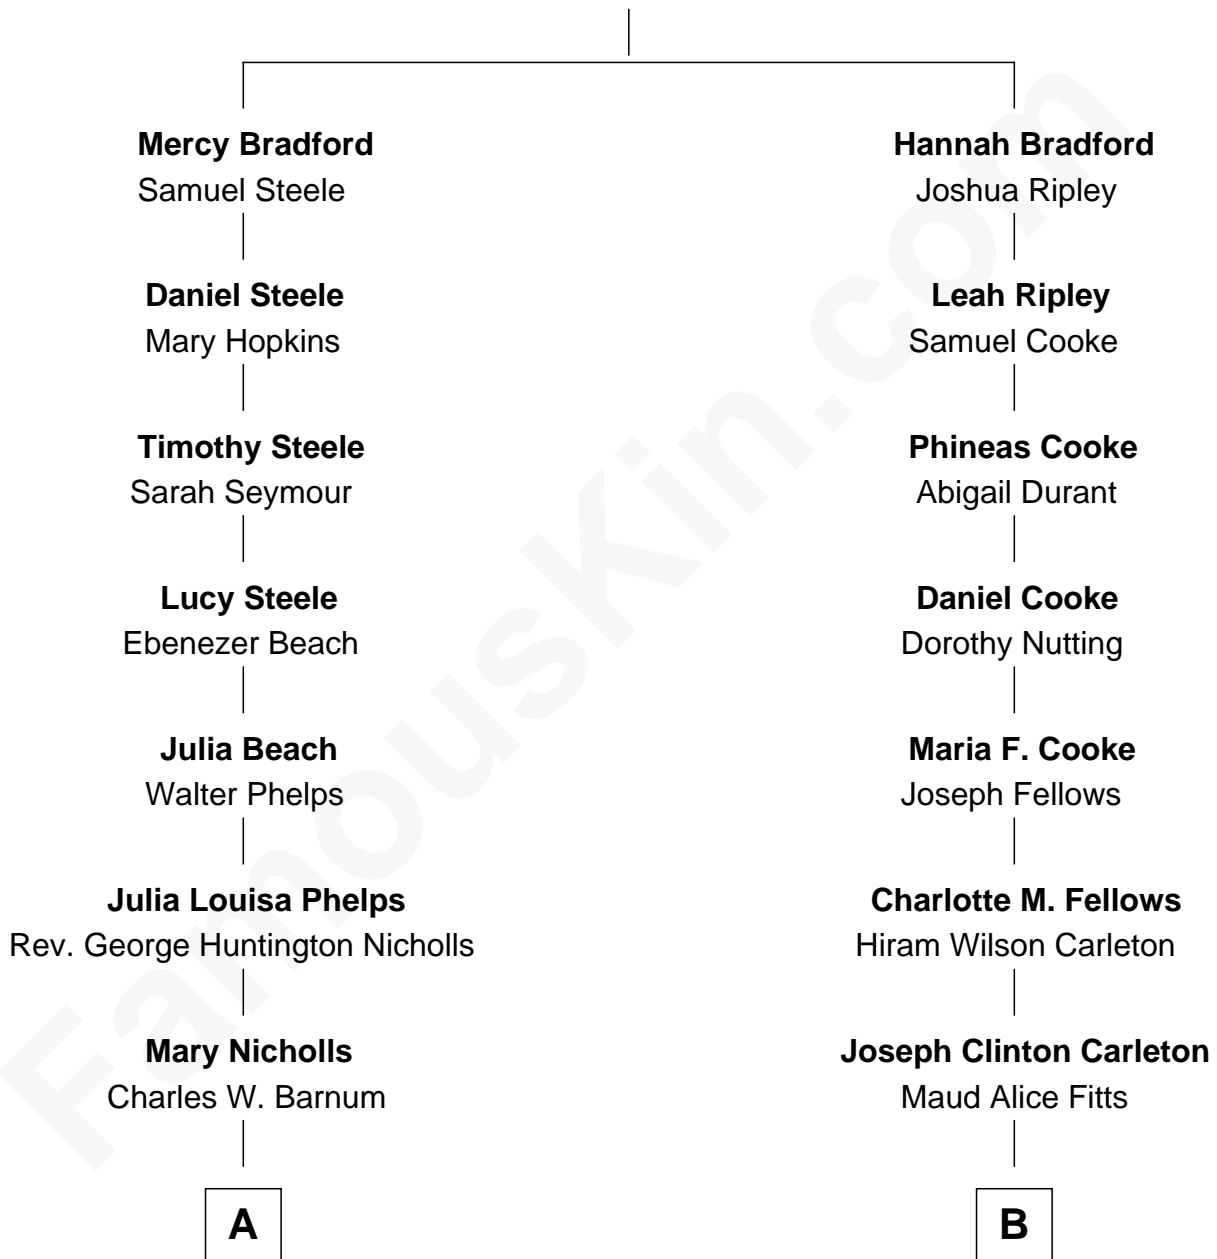 Mercy Bradford
Samuel Steele
Daniel Steele
Mary Hopkins
Timothy Steele
Sarah Seymour
Lucy Steele
Ebenezer Beach
Julia Beach
Walter Phelps
Julia Louisa Phelps
Rev. George Huntington Nicholls
Mary Nicholls
Charles W. Barnum
A
Hannah Bradford
Joshua Ripley
Leah Ripley
Samuel Cooke
Phineas Cooke
Abigail Durant
Daniel Cooke
Dorothy Nutting
Maria F. Cooke
Joseph Fellows
Charlotte M. Fellows
Hiram Wilson Carleton
Joseph Clinton Carleton
Maud Alice Fitts
B
FamousKin.com